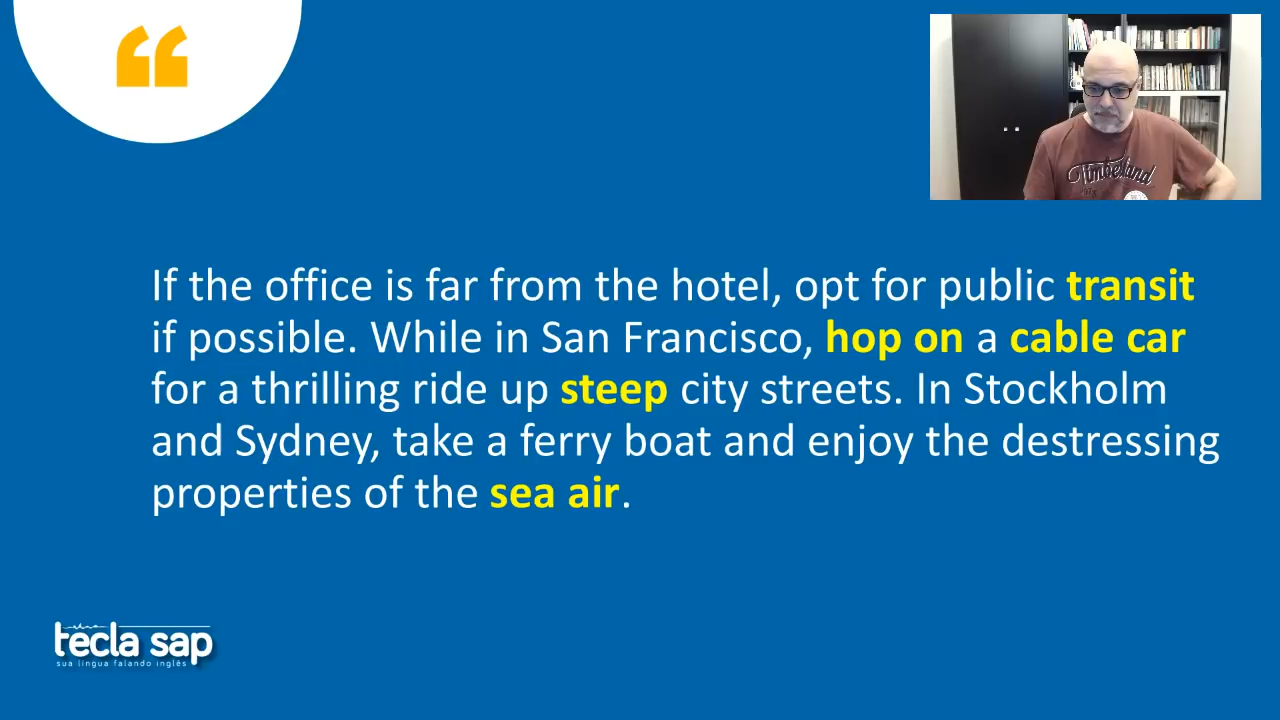 “
Timberland
If the office is far from the hotel, opt for public transit
if possible. While in San Francisco, hop on a cable car
for a thrilling ride up steep city streets. In Stockholm
and Sydney, take a ferry boat and enjoy the destressing
properties of the sea air.
tecla sap
sua língua falando inglês